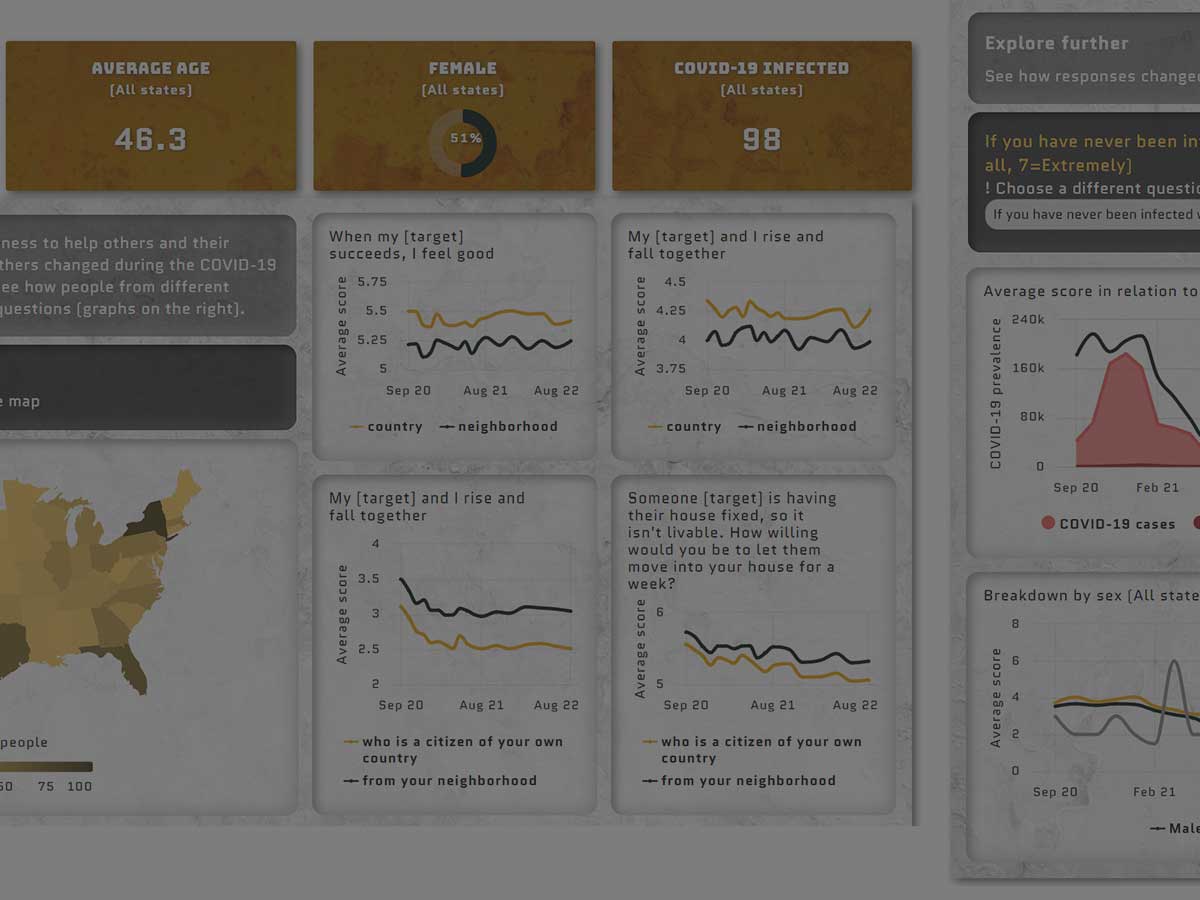 AVERAGE AGE
(All states)
46.3
FEMALE
(All states)
51%
COVID-19 INFECTED
(All states)
98
ness to help others and their
thers changed during the COVID-19
ee how people from different
questions (graphs on the right).
e map
people
50 75 100
When my [target]
succeeds, I feel good
Average score
5.75
5.5
5.25
5
Sep 20 Aug 21 Aug 22
country neighborhood
My [target] and I rise and
fall together
Average score
4.5
4.25
4
3.75
Sep 20 Aug 21 Aug 22
country neighborhood
My [target] and I rise and
fall together
Average score
4
3.5
3
2.5
2
Sep 20 Aug 21 Aug 22
who is a citizen of your own
country
from your neighborhood
Someone [target] is having
their house fixed, so it
isn't livable. How willing
would you be to let them
move into your house for a
week?
Average score
6
5
Sep 20 Aug 21 Aug 22
who is a citizen of your own
country
from your neighborhood
Explore further
See how responses change
If you have never been in
all, 7=Extremely)
! Choose a different questio
If you have never been infected w
Average score in relation to
COVID-19 prevalence
240k
160k
80k
0
Sep 20 Feb 21
COVID-19 cases
Breakdown by sex (All state
Average score
8
6
4
2
0
Sep 20 Feb 21
Male